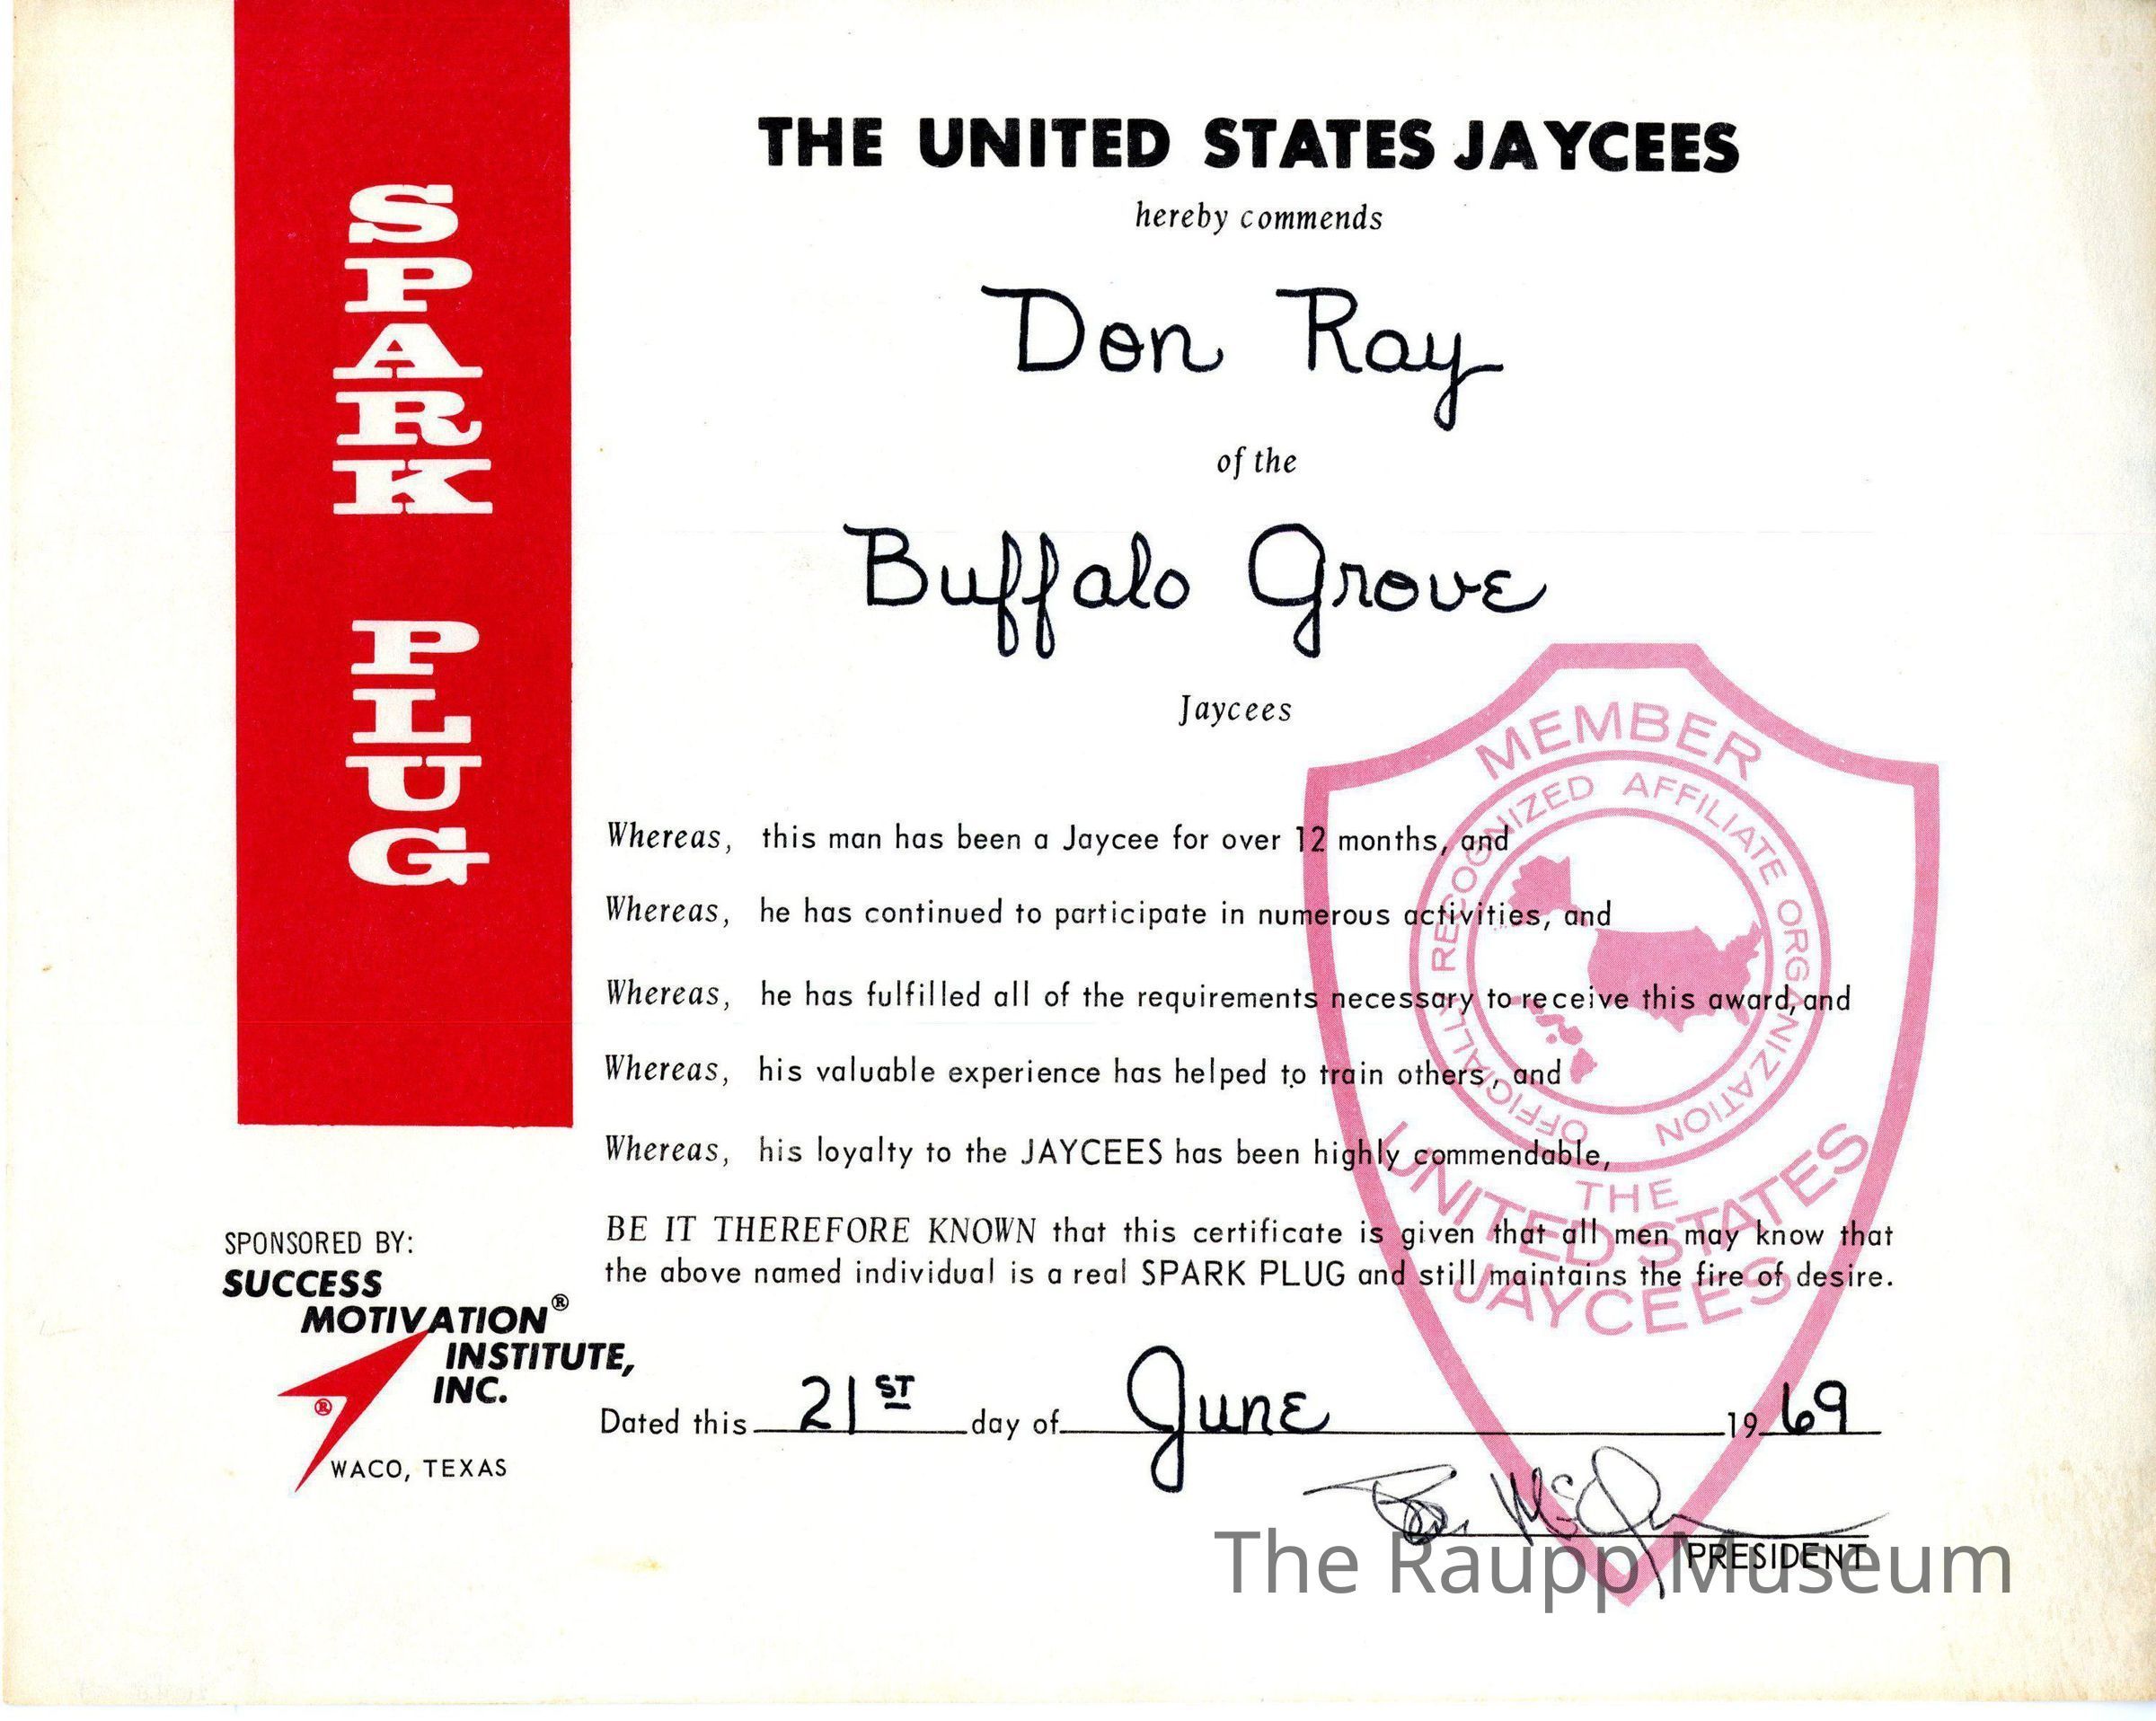 SPARK PLUG
THE UNITED STATES JAYCEES
hereby commends
Don Ray
of the
Buffalo Grove
Jaycees
Whereas, this man has been a Jaycee for over 12 months, and
Whereas, he has continued to participate in numerous activities, and
Whereas, he has fulfilled all of the requirements necessary to receive this award, and
Whereas, his valuable experience has helped to train others, and
Whereas, his loyalty to the JAYCEES has been highly commendable,
BE IT THEREFORE KNOWN that this certificate is given that all men may know that
the above named individual is a real SPARK PLUG and still maintains the fire of desire.
MEMBER
OFFICIALLY RECOGNIZED AFFILIATE ORGANIZATION
THE
UNITED STATES
JAYCEES
SPONSORED BY:
SUCCESS
MOTIVATION®
INSTITUTE,
INC.
®
WACO, TEXAS
Dated this 21ST day of June 1969
PRESIDENT
The Raupp Museum